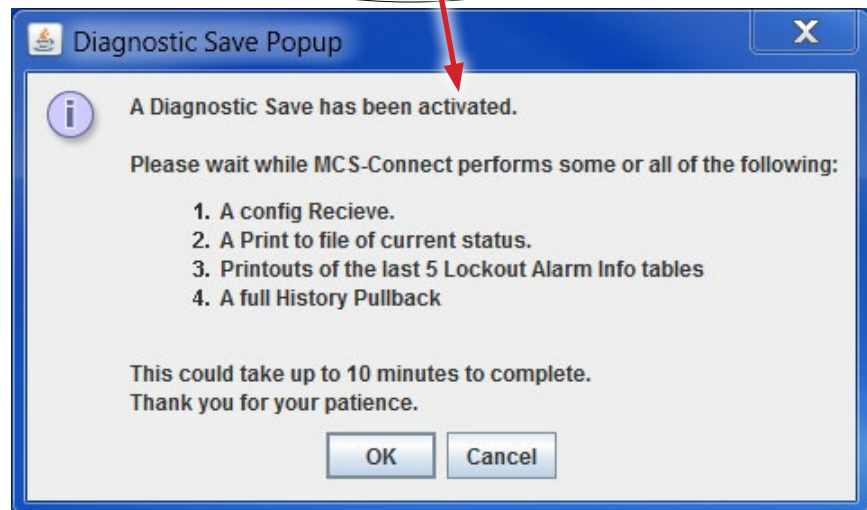 Diagnostic Save Popup
X
i
A Diagnostic Save has been activated.
Please wait while MCS-Connect performs some or all of the following:
1. A config Recieve.
2. A Print to file of current status.
3. Printouts of the last 5 Lockout Alarm Info tables
4. A full History Pullback
This could take up to 10 minutes to complete.
Thank you for your patience.
OK Cancel